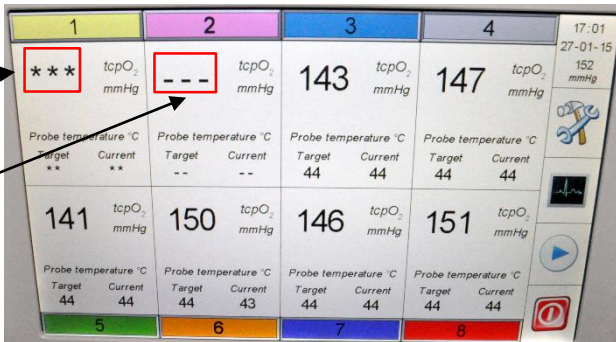 1 2 3 4
17:01
27-01-15
152
mmHg
*** tcpO₂ mmHg
--- tcpO₂ mmHg
143 tcpO₂ mmHg
147 tcpO₂ mmHg
Probe temperature °C
Target Current
** **
Probe temperature °C
Target Current
-- --
Probe temperature °C
Target Current
44 44
Probe temperature °C
Target Current
44 44
141 tcpO₂ mmHg
150 tcpO₂ mmHg
146 tcpO₂ mmHg
151 tcpO₂ mmHg
Probe temperature °C
Target Current
44 44
Probe temperature °C
Target Current
44 43
Probe temperature °C
Target Current
44 44
Probe temperature °C
Target Current
44 44
5 6 7 8